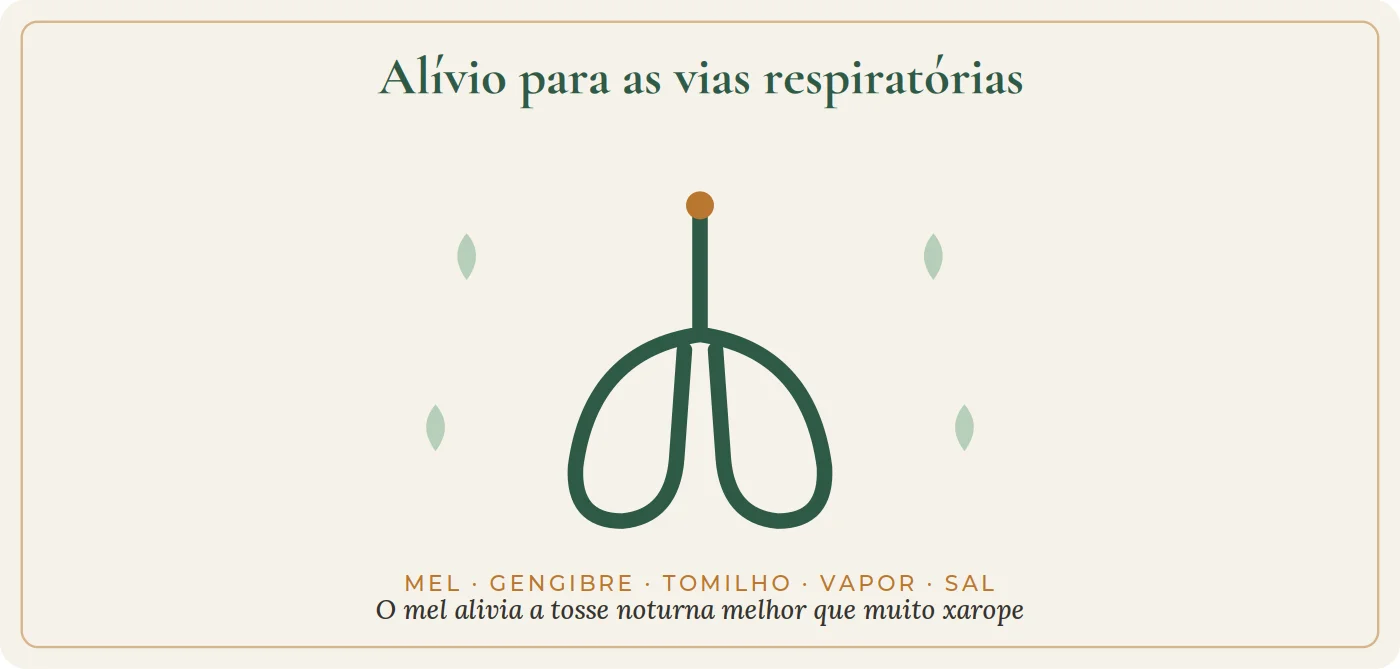 Alívio para as vias respiratórias
MEL · GENGIBRE · TOMILHO · VAPOR · SAL
O mel alivia a tosse noturna melhor que muito xarope